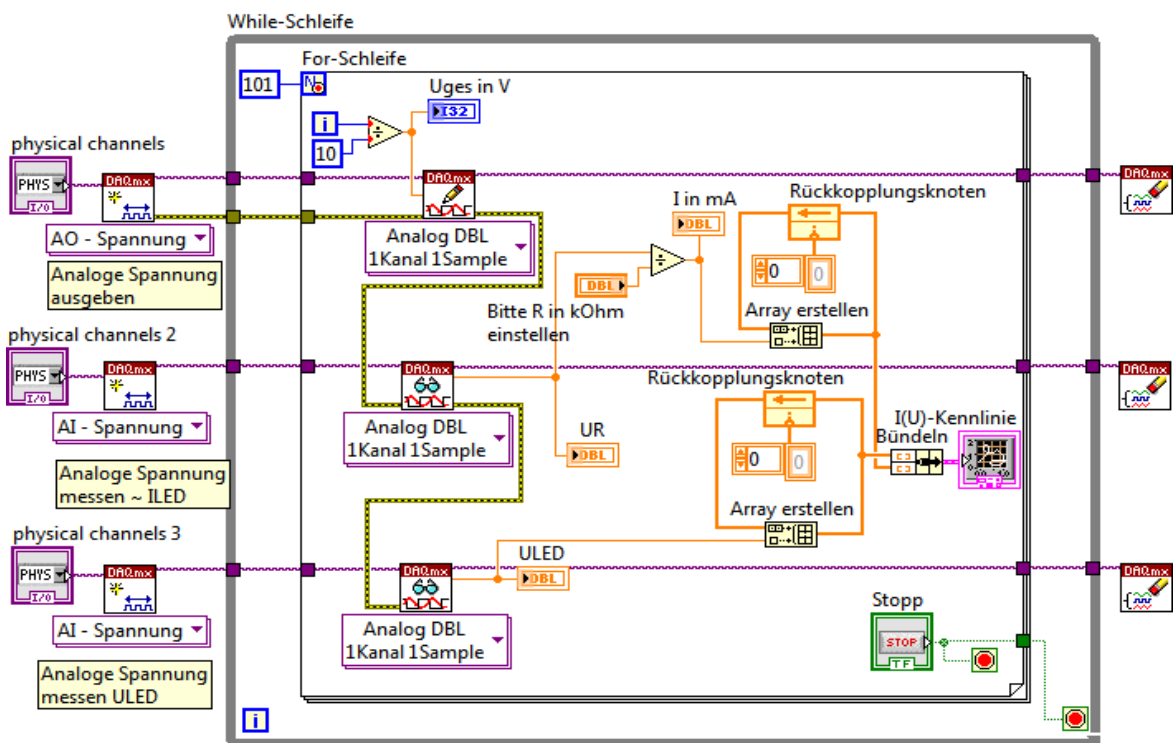 While-Schleife
For-Schleife
101
N
Uges in V
I32
i
10
÷
physical channels
PHYS
I/O
DAQmx
AO - Spannung
Analoge Spannung
ausgeben
DAQmx
Analog DBL
1Kanal 1Sample
I in mA
DBL
÷
DBL
Bitte R in kOhm
einstellen
Rückkopplungsknoten
0
0
Array erstellen
DAQmx
physical channels 2
PHYS
I/O
DAQmx
AI - Spannung
Analoge Spannung
messen ~ ILED
DAQmx
Analog DBL
1Kanal 1Sample
UR
DBL
Rückkopplungsknoten
0
0
Array erstellen
I(U)-Kennlinie
Bündeln
DAQmx
physical channels 3
PHYS
I/O
DAQmx
AI - Spannung
Analoge Spannung
messen ULED
DAQmx
Analog DBL
1Kanal 1Sample
ULED
DBL
DAQmx
Stopp
STOP
TF
i